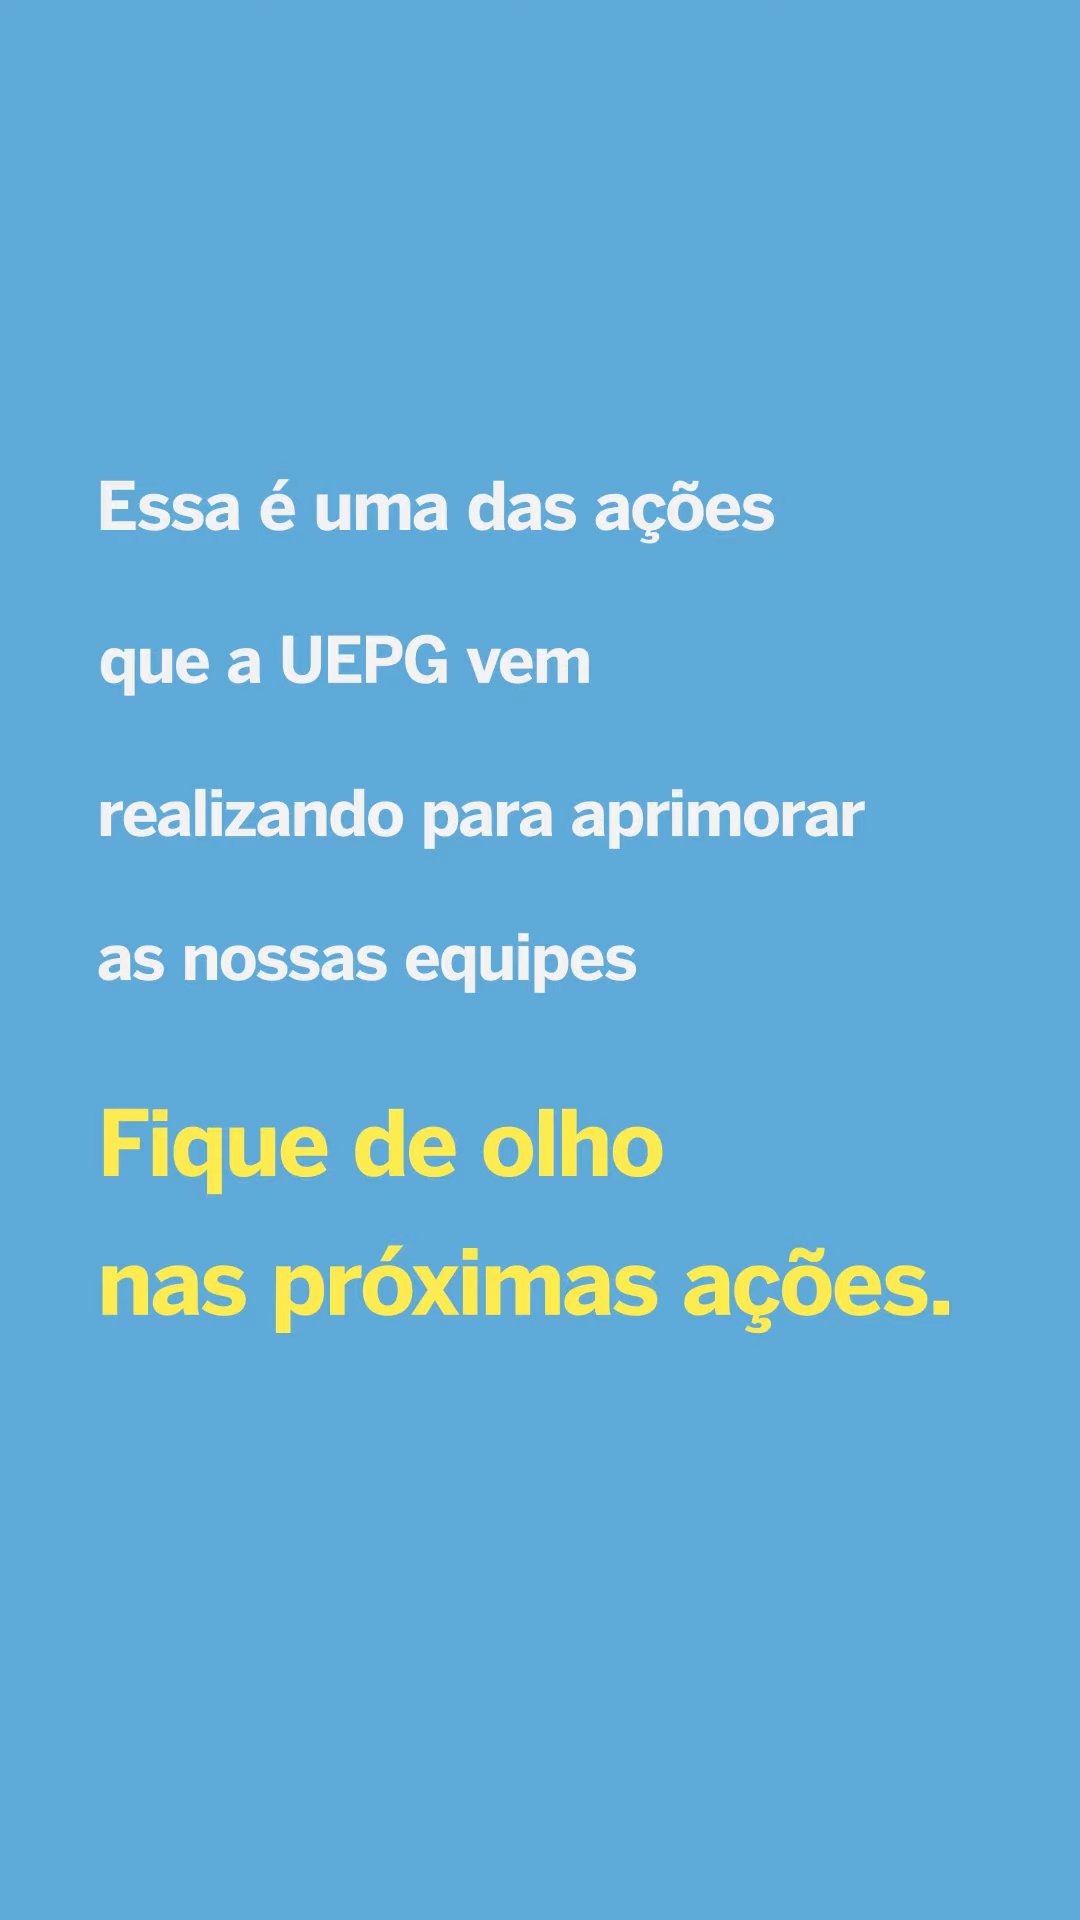 Essa é uma das ações
que a UEPG vem
realizando para aprimorar
as nossas equipes
Fique de olho
nas próximas ações.